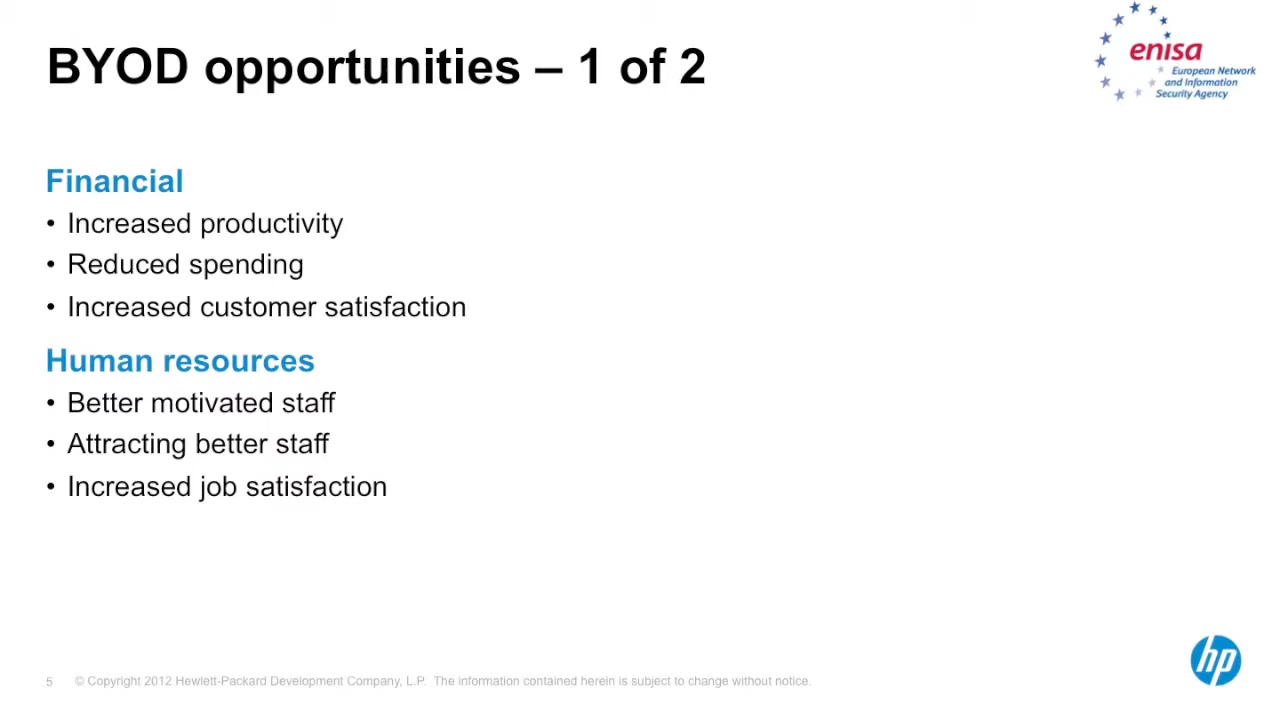 BYOD opportunities – 1 of 2
enisa
European Network
and Information
Security Agency
Financial
• Increased productivity
• Reduced spending
• Increased customer satisfaction
Human resources
• Better motivated staff
• Attracting better staff
• Increased job satisfaction
hp
5 © Copyright 2012 Hewlett-Packard Development Company, L.P. The information contained herein is subject to change without notice.